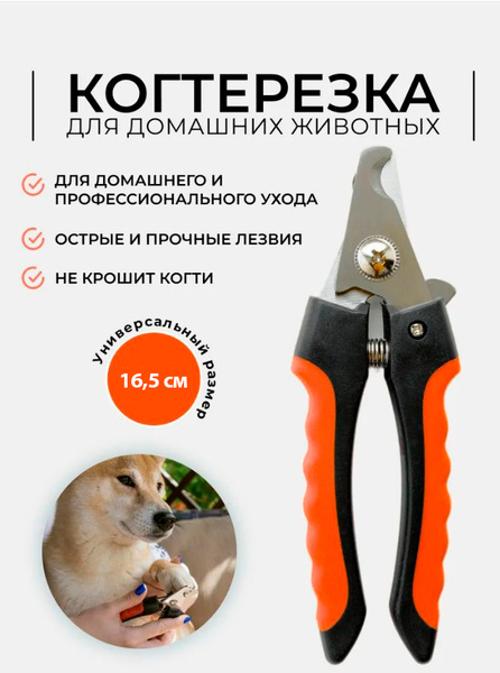 КОГТЕРЕЗКА
ДЛЯ ДОМАШНИХ ЖИВОТНЫХ
ДЛЯ ДОМАШНЕГО И
ПРОФЕССИОНАЛЬНОГО УХОДА
ОСТРЫЕ И ПРОЧНЫЕ ЛЕЗВИЯ
НЕ КРОШИТ КОГТИ
Универсальный размер
16,5 см